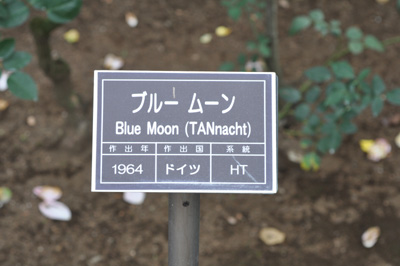 ブルー ムーン
Blue Moon (TANnacht)
作出年 作出国 系統
1964 ドイツ HT